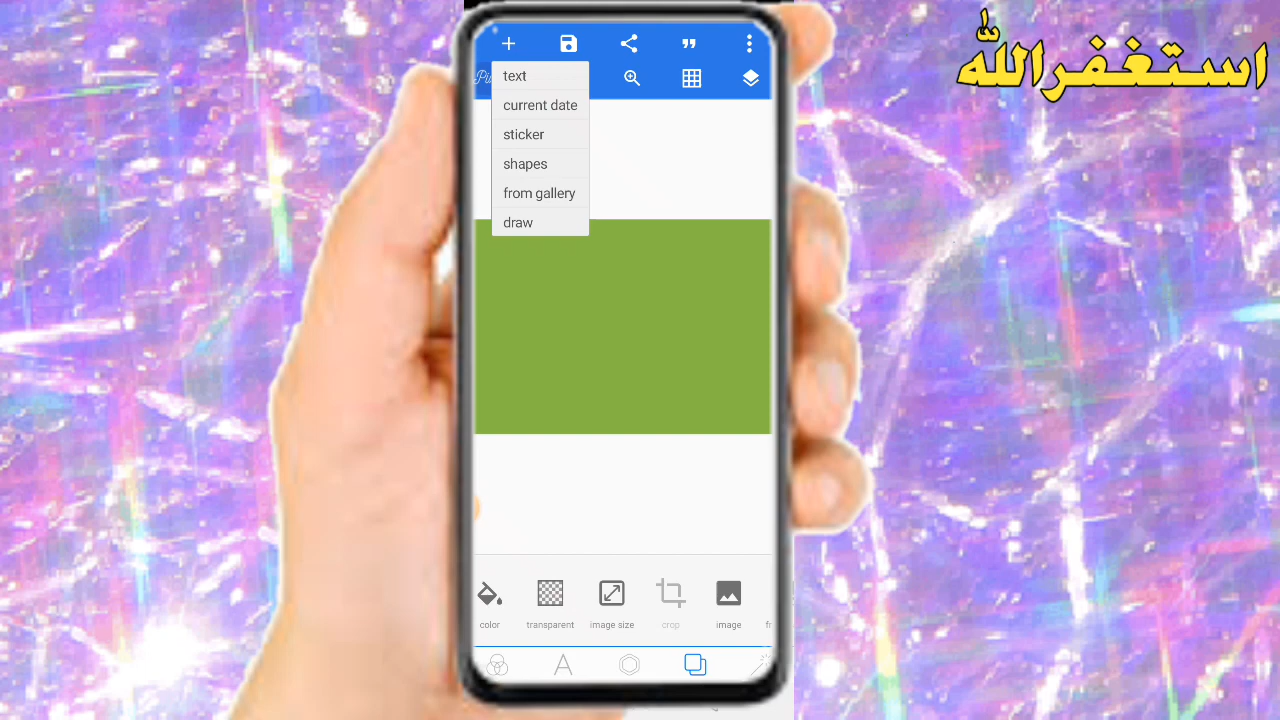 استغفرالله
text
current date
sticker
shapes
from gallery
draw
color
transparent
image size
crop
image